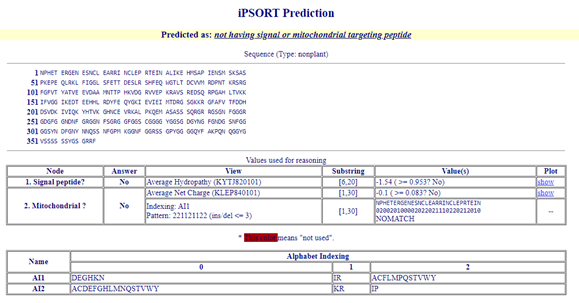 iPSORT Prediction
Predicted as: not having signal or mitochondrial targeting peptide
Sequence (Type: nonplant)
1 NPHET ERGEN ESNCL EARRI NCLEP RTEIN ALIKE HMSAP IENSM SKSAS
51 PKEPE QLRKL FIGGL SFETT DESLR SHFEQ WGTLT DCVVM RDPNT KRSRG
101 FGFVT YATVE EVDAA MNTTP HKVDG RVVEP KRAVS REDSQ RPGAH LTVKK
151 IFVGG IKEDT EEHHL RDYFE QYGKI EVIEI MTDRG SGKKR GFAFV TFDDH
201 DSVDK IVIQK YHTVK GHNCE VRKAL PKQEM ASASS SQRGR RGSGN FGGGR
251 GDGFG GNDNF GRGGN FSGRG GFGGS CGGGG YGGSG DGYNG FGNDG SNFGG
301 GGSYN DFGNY NNQSS NFGPM KGGNF GGRSS GPYGG GGQYF AKPQN QGGYG
351 VSSSS SSYGS GRRF
Values used for reasoning
Node Answer View Substring Value(s) Plot
1. Signal peptide? No Average Hydropathy (KYTJ820101) [6,20] -1.54 ( >= 0.953? No) show
2. Mitochondrial ? No Average Net Charge (KLEP840101) [1,30] -0.1 ( >= 0.083? No) show
Indexing: AI1
Pattern: 221121122 (ins/del <= 3) [1,30] NPHETERGENESNCLEARRINCLEPRTEIN
NOMATCH --
* means "not used".
Name Alphabet Indexing
0 1 2
AI1 DEGHKN IR ACFLMPQSTVWY
AI2 ACDEFGHLMNQSTVWY KR IP